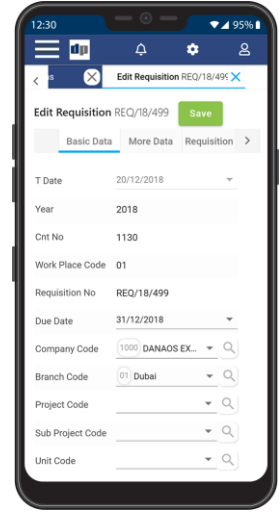 12:30 95%
dp
s Edit Requisition REQ/18/499
Edit Requisition REQ/18/499 Save
Basic Data More Data Requisition
T Date 20/12/2018
Year 2018
Cnt No 1130
Work Place Code 01
Requisition No REQ/18/499
Due Date 31/12/2018
Company Code 1000 DANAOS EX...
Branch Code 01 Dubai
Project Code
Sub Project Code
Unit Code